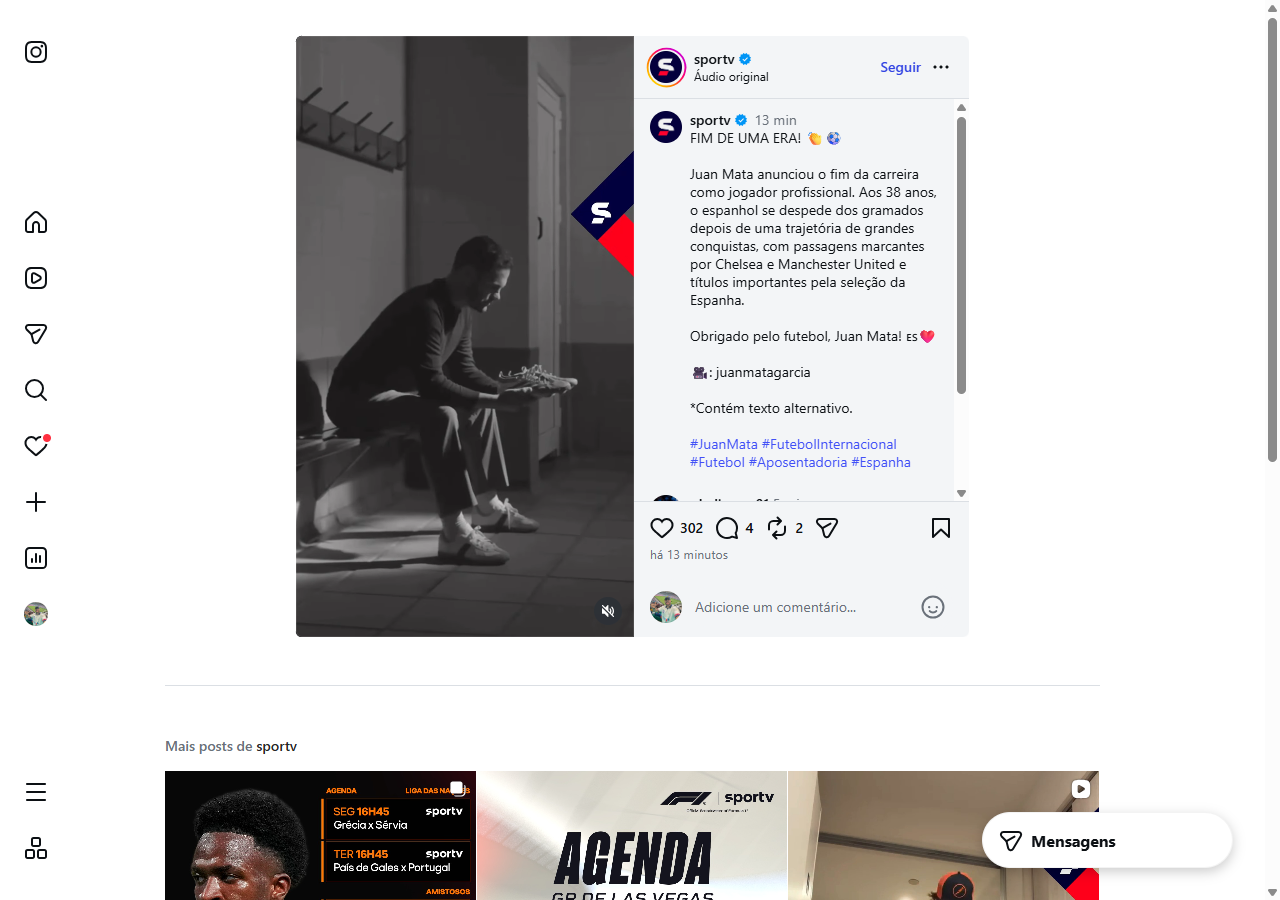 sportv
Áudio original
Seguir
sportv 13 min
FIM DE UMA ERA! 👏 ⚽
Juan Mata anunciou o fim da carreira
como jogador profissional. Aos 38 anos,
o espanhol se despede dos gramados
depois de uma trajetória de grandes
conquistas, com passagens marcantes
por Chelsea e Manchester United e
títulos importantes pela seleção da
Espanha.
Obrigado pelo futebol, Juan Mata! 🇪🇸❤️
🎥: juanmatagarcia
*Contém texto alternativo.
#JuanMata #FutebolInternacional
#Futebol #Aposentadoria #Espanha
302 4 2
há 13 minutos
Adicione um comentário...
Mais posts de sportv
AGENDA
SEG 16H45 sportv
Grécia x Sérvia
TER 16H45 sportv
País de Gales x Portugal
AMISTOSOS
F1 sportv
AGENDA
GP DE LAS VEGAS
Mensagens